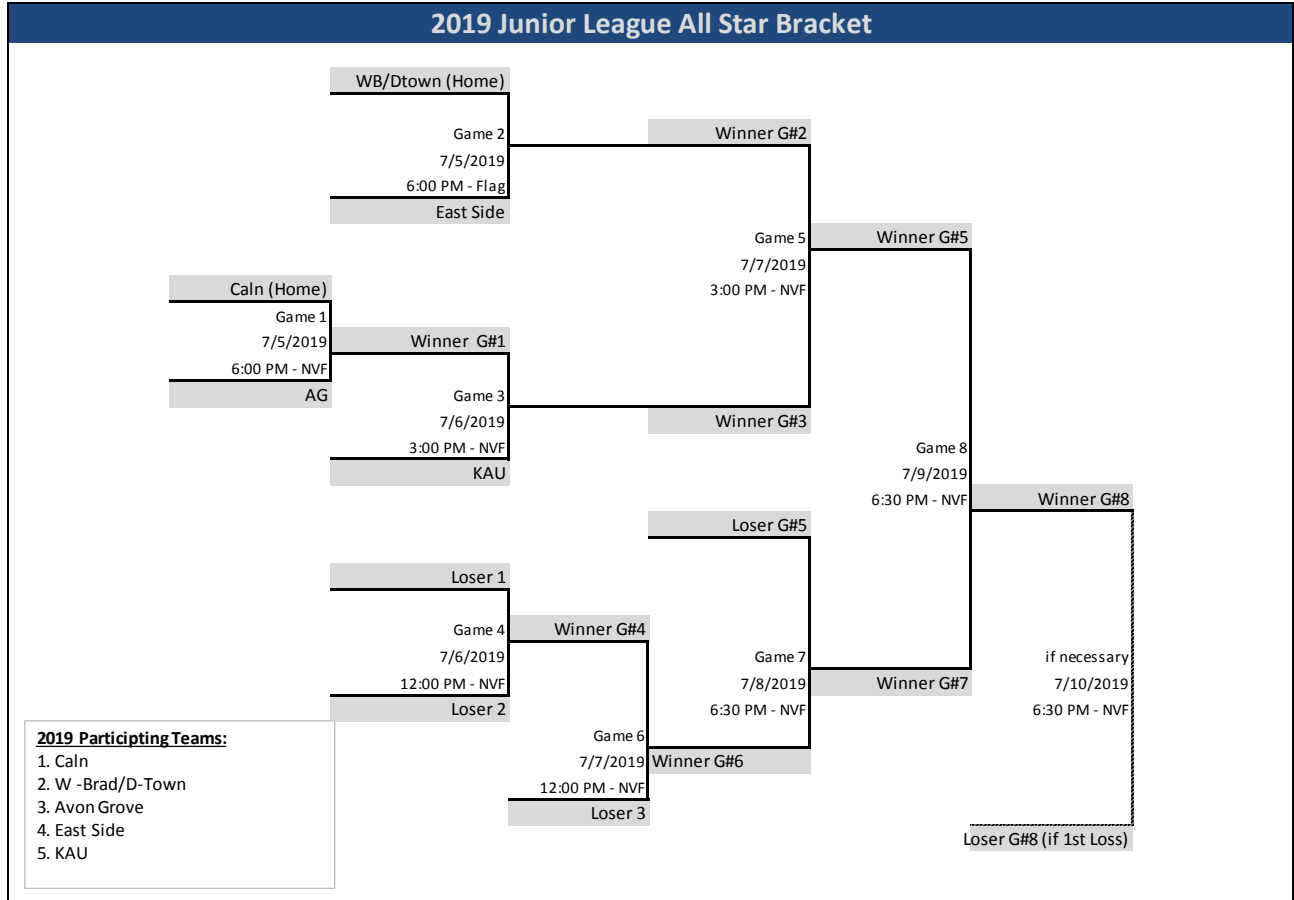 2019 Junior League All Star Bracket
WB/Dtown (Home)
Game 2
7/5/2019
6:00 PM - Flag
East Side
Winner G#2
Game 5
7/7/2019
3:00 PM - NVF
Winner G#5
Caln (Home)
Game 1
7/5/2019
6:00 PM - NVF
AG
Winner G#1
Game 3
7/6/2019
3:00 PM - NVF
KAU
Winner G#3
Game 8
7/9/2019
6:30 PM - NVF
Winner G#8
Loser G#5
Loser 1
Game 4
7/6/2019
12:00 PM - NVF
Loser 2
Winner G#4
Game 6
7/7/2019
12:00 PM - NVF
Loser 3
Winner G#6
Game 7
7/8/2019
6:30 PM - NVF
Winner G#7
if necessary
7/10/2019
6:30 PM - NVF
Loser G#8 (if 1st Loss)
2019 Particpting Teams:
1. Caln
2. W -Brad/D-Town
3. Avon Grove
4. East Side
5. KAU